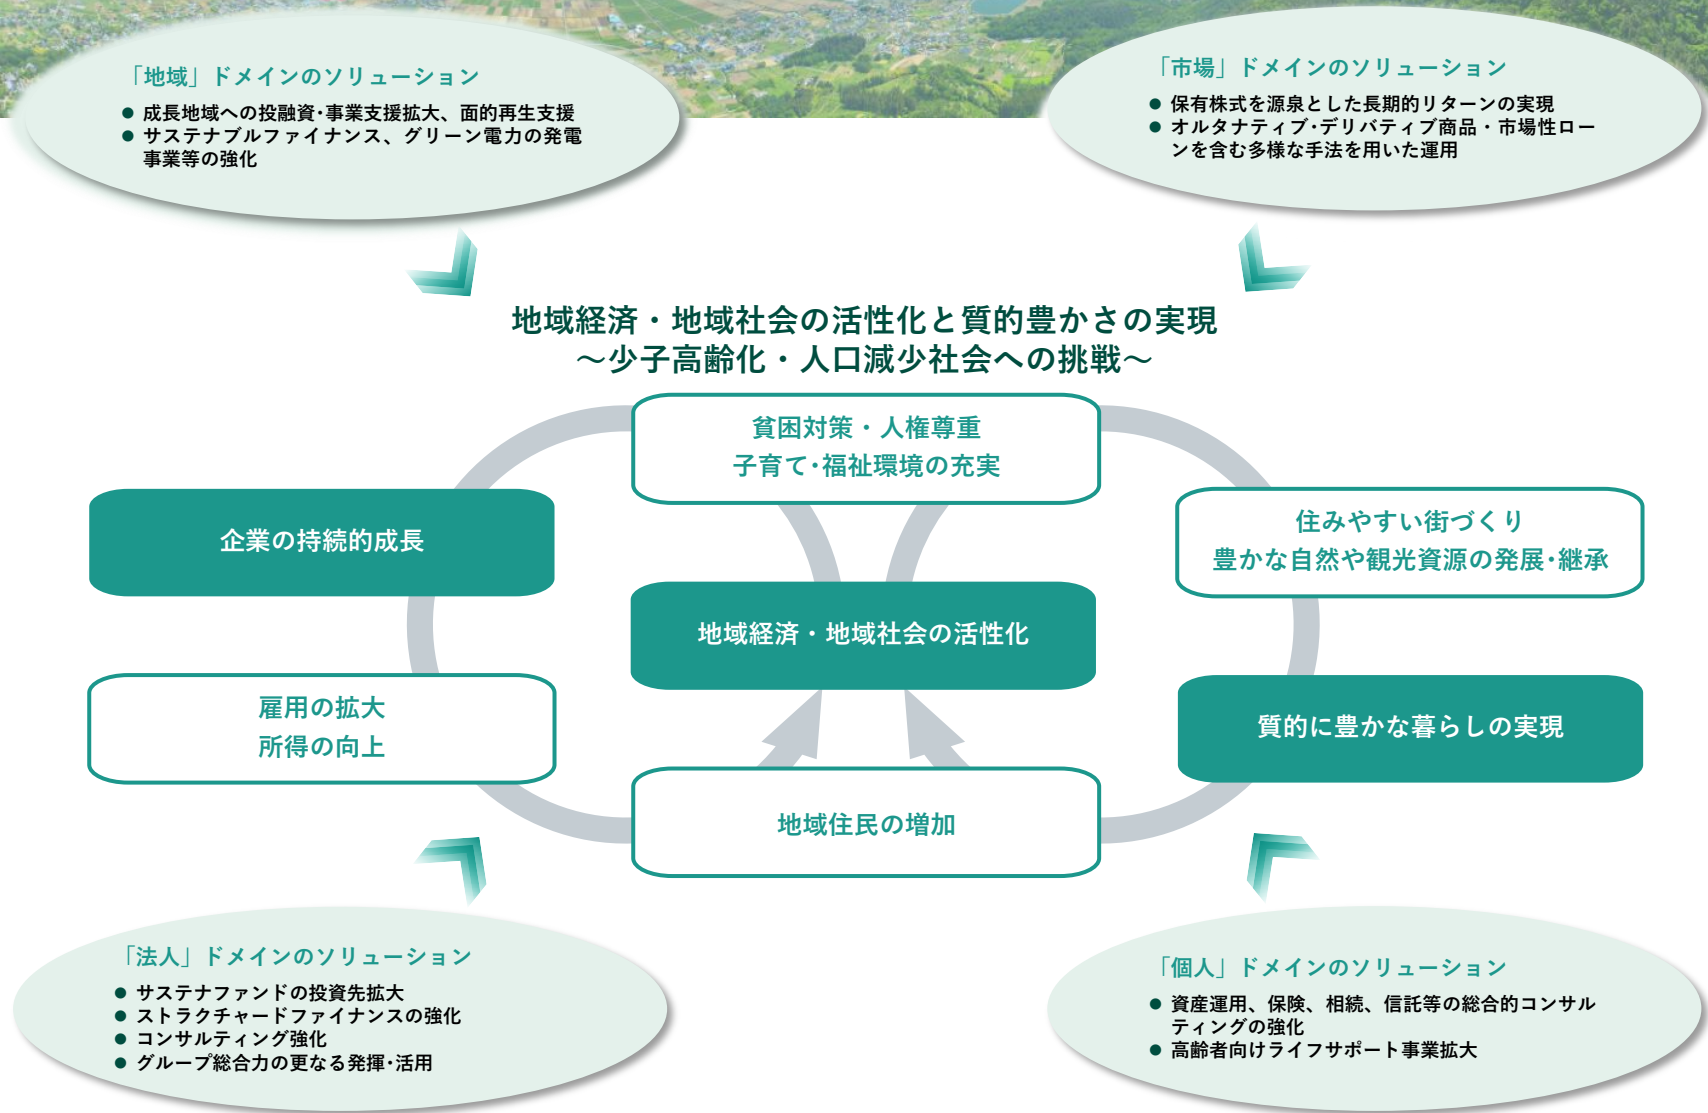 「地域」ドメインのソリューション
● 成長地域への投融資・事業支援拡大、面的再生支援
● サステナブルファイナンス、グリーン電力の発電
事業等の強化
「市場」ドメインのソリューション
● 保有株式を源泉とした長期的リターンの実現
● オルタナティブ・デリバティブ商品・市場性ロー
ンを含む多様な手法を用いた運用
地域経済・地域社会の活性化と質的豊かさの実現
～少子高齢化・人口減少社会への挑戦～
貧困対策・人権尊重
子育て・福祉環境の充実
企業の持続的成長
住みやすい街づくり
豊かな自然や観光資源の発展・継承
地域経済・地域社会の活性化
雇用の拡大
所得の向上
質的に豊かな暮らしの実現
地域住民の増加
「法人」ドメインのソリューション
● サステナファンドの投資先拡大
● ストラクチャードファイナンスの強化
● コンサルティング強化
● グループ総合力の更なる発揮・活用
「個人」ドメインのソリューション
● 資産運用、保険、相続、信託等の総合的コンサル
ティングの強化
● 高齢者向けライフサポート事業拡大